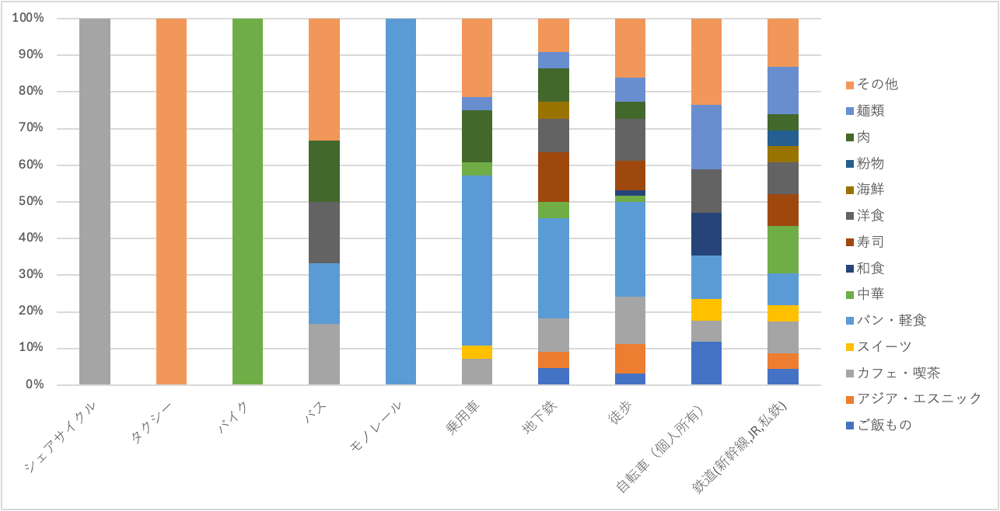 100%
90%
80%
70%
60%
50%
40%
30%
20%
10%
0%
シェアサイクル
タクシー
バイク
バス
モノレール
乗用車
地下鉄
徒歩
自転車（個人所有）
鉄道(新幹線,JR,私鉄)
その他
麺類
肉
粉物
海鮮
洋食
寿司
和食
中華
パン・軽食
スイーツ
カフェ・喫茶
アジア・エスニック
ご飯もの